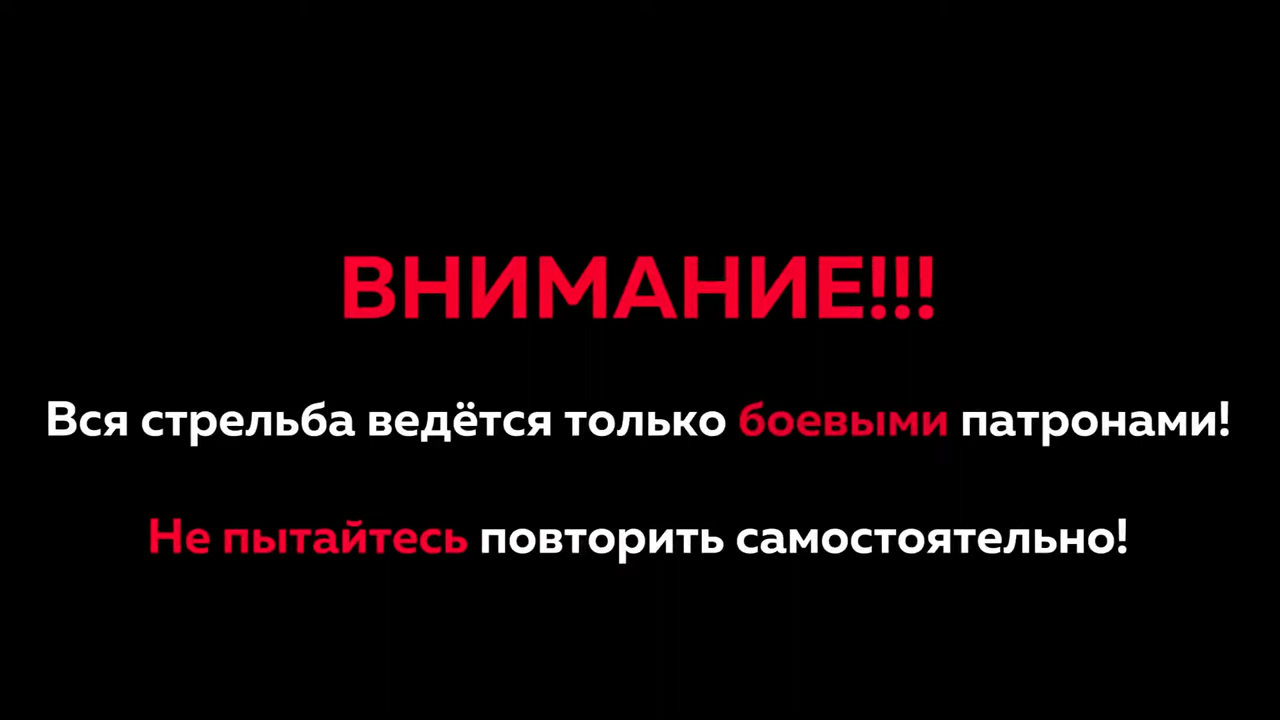 ВНИМАНИЕ!!!
Вся стрельба ведётся только боевыми патронами!
Не пытайтесь повторить самостоятельно!